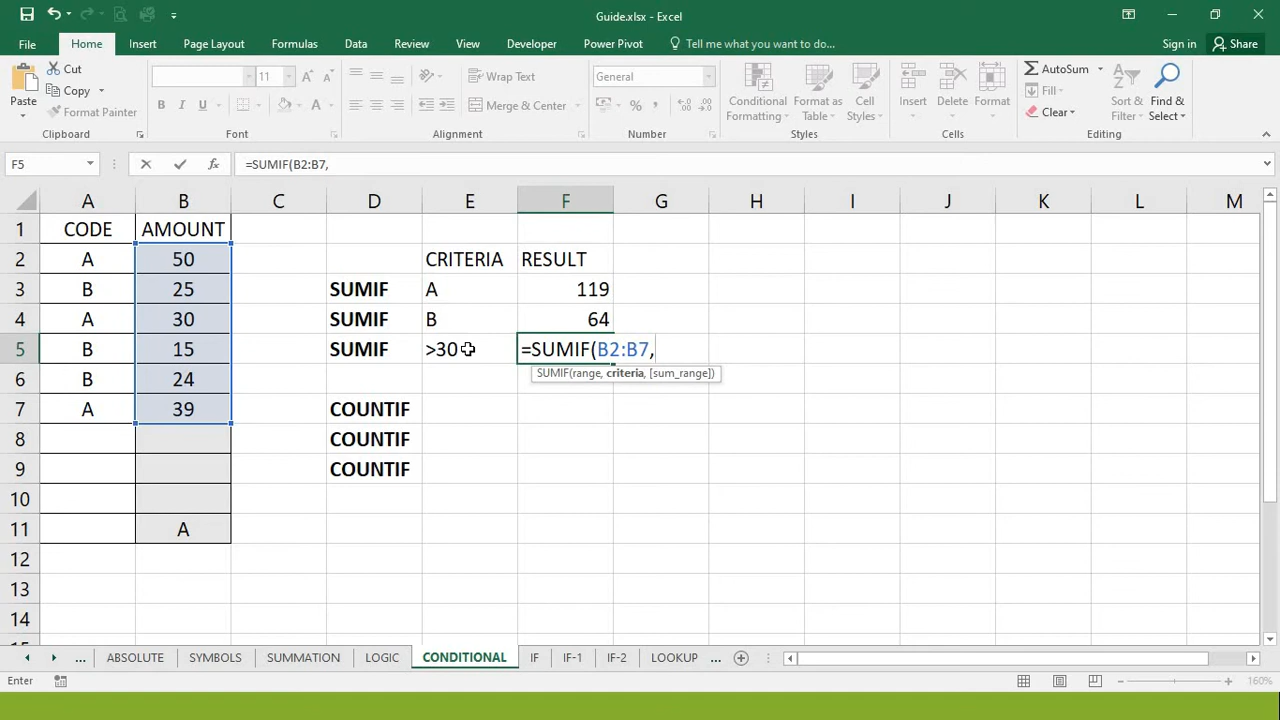 Guide.xlsx - Excel
File Home Insert Page Layout Formulas Data Review View Developer Power Pivot Tell me what you want to do... Sign in Share
Paste
Cut
Copy
Format Painter
Clipboard
11
B I U
A
Font
Wrap Text
Merge & Center
Alignment
General
%
Number
Conditional Formatting
Format as Table
Cell Styles
Styles
Insert Delete Format
Cells
AutoSum
Fill
Clear
Sort & Filter
Find & Select
Editing
F5 fx =SUMIF(B2:B7,
A B C D E F G H I J K L M
1 CODE AMOUNT
2 A 50 CRITERIA RESULT
3 B 25 SUMIF A 119
4 A 30 SUMIF B 64
5 B 15 SUMIF >30 =SUMIF(B2:B7,
SUMIF(range, criteria, [sum_range])
6 B 24
7 A 39 COUNTIF
8 COUNTIF
9 COUNTIF
10
11 A
12
13
14
... ABSOLUTE SYMBOLS SUMMATION LOGIC CONDITIONAL IF IF-1 IF-2 LOOKUP ...
Enter 160%